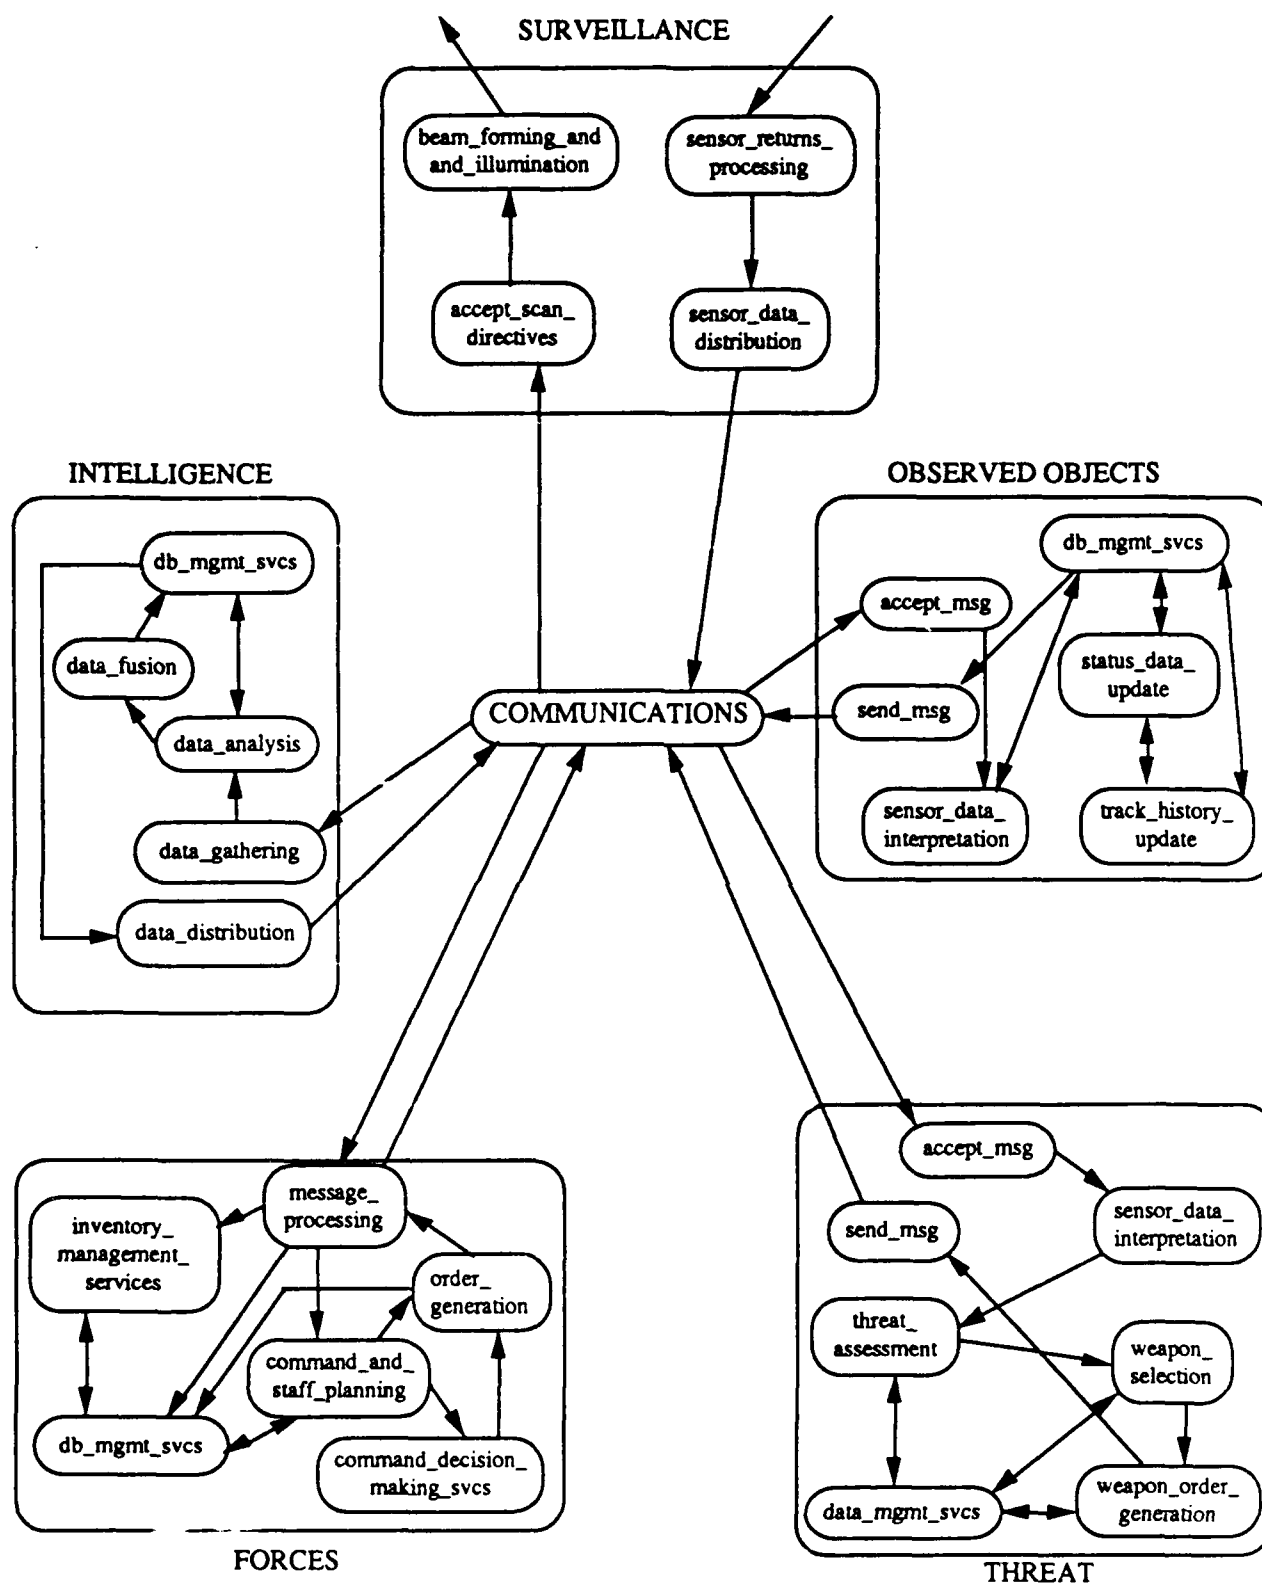 SURVEILLANCE
beam_forming_and
and_illumination
sensor_returns_
processing
accept_scan_
directives
sensor_data_
distribution
INTELLIGENCE
db_mgmt_svcs
data_fusion
data_analysis
data_gathering
data_distribution
OBSERVED OBJECTS
db_mgmt_svcs
accept_msg
status_data_
update
send_msg
sensor_data_
interpretation
track_history_
update
COMMUNICATIONS
message_
processing
inventory_
management_
services
order_
generation
command_and_
staff_planning
db_mgmt_svcs
command_decision_
making_svcs
FORCES
accept_msg
send_msg
sensor_data_
interpretation
threat_
assessment
weapon_
selection
data_mgmt_svcs
weapon_order_
generation
THREAT